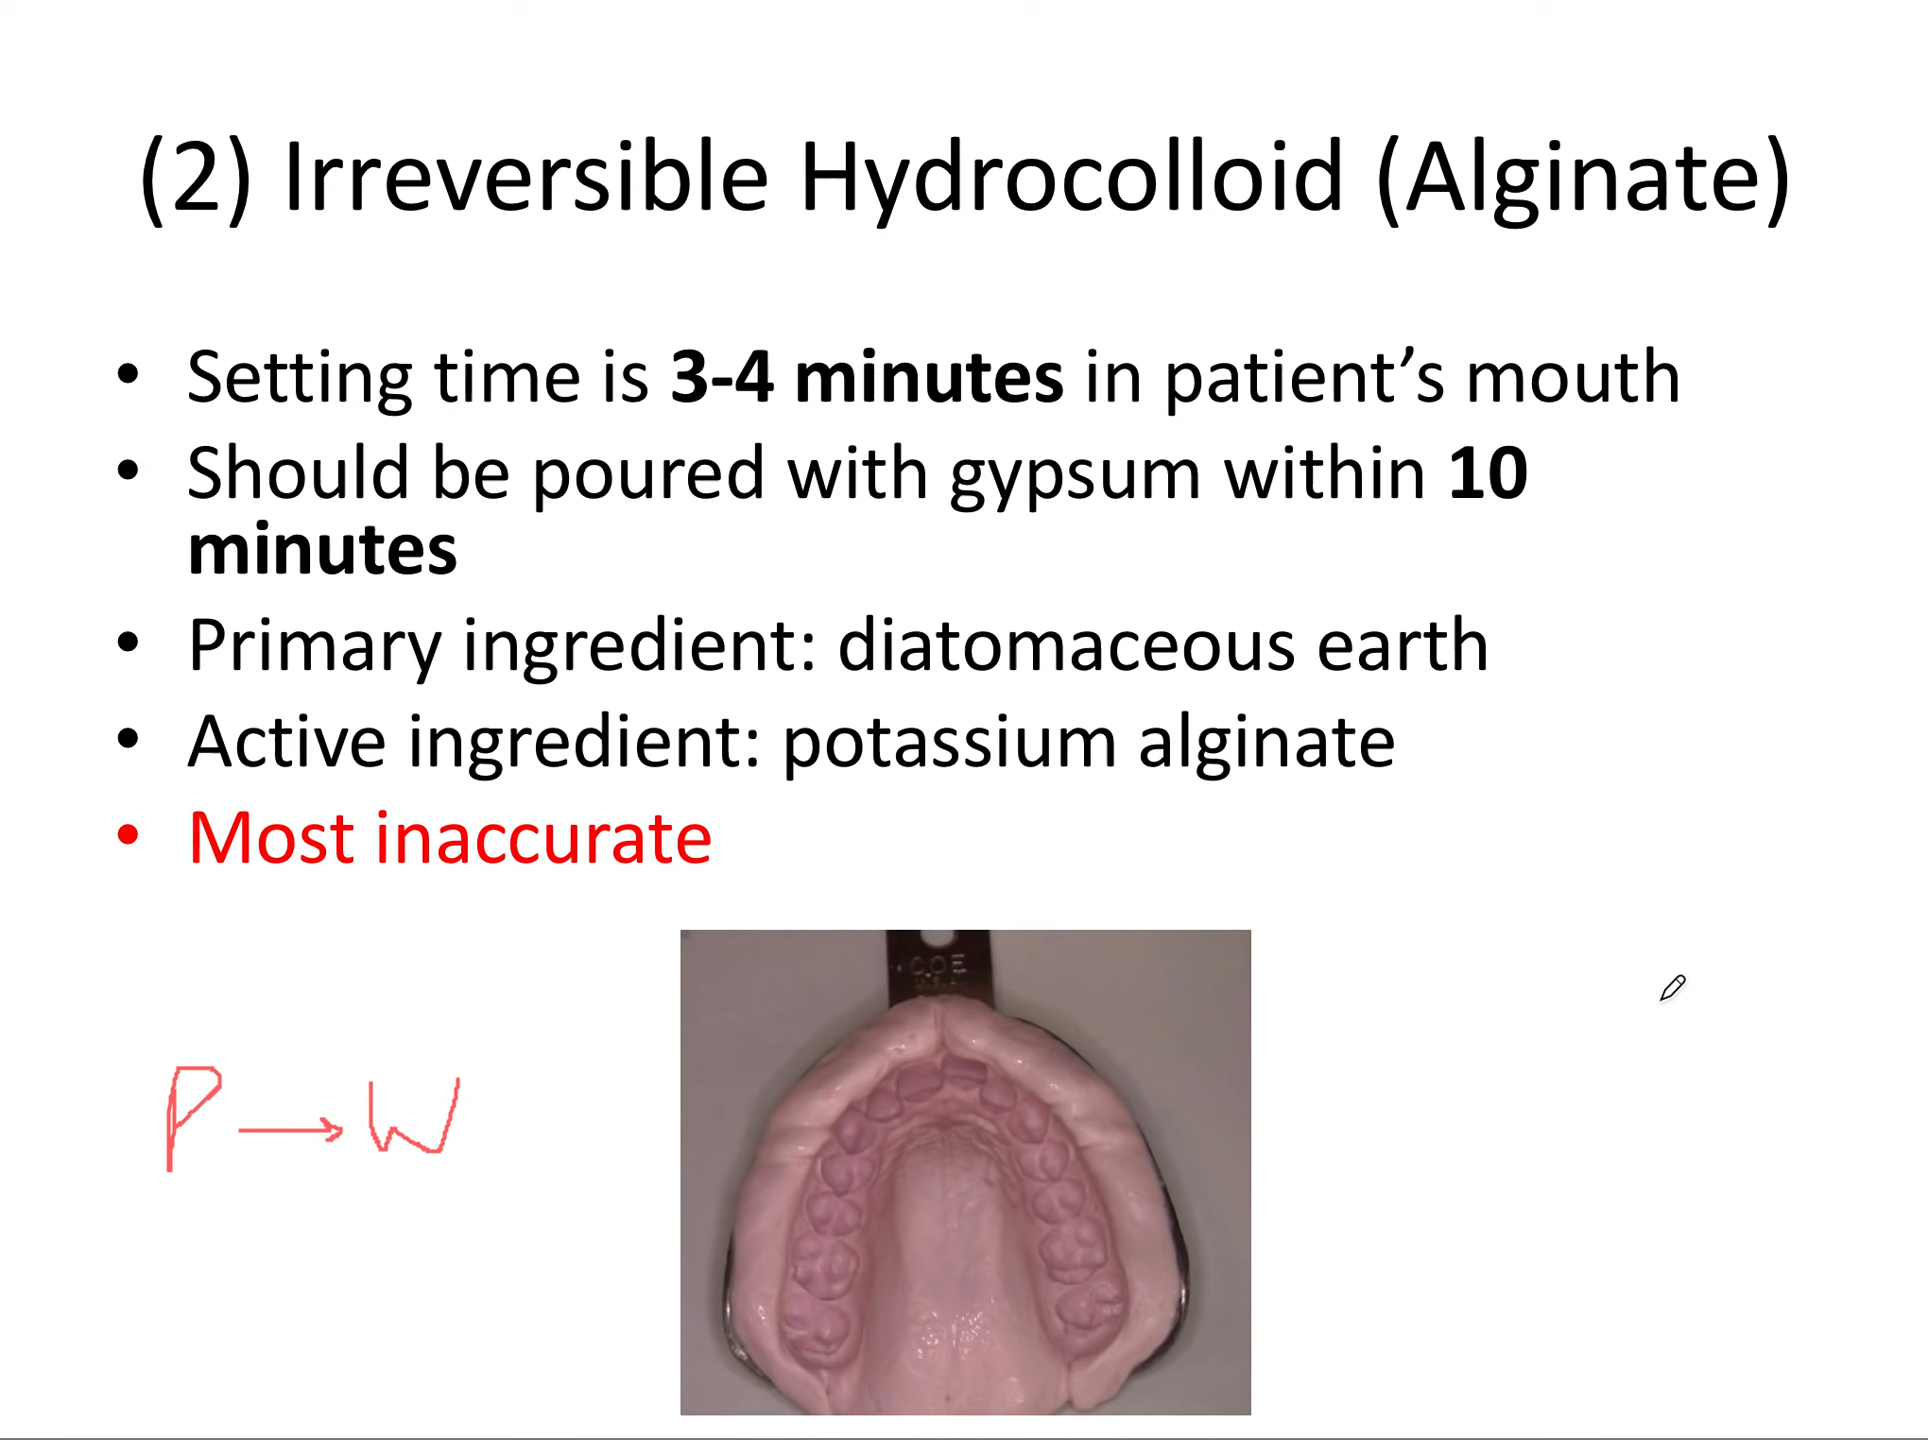 (2) Irreversible Hydrocolloid (Alginate)
• Setting time is 3-4 minutes in patient’s mouth
• Should be poured with gypsum within 10
minutes
• Primary ingredient: diatomaceous earth
• Active ingredient: potassium alginate
• Most inaccurate
COE
P → W